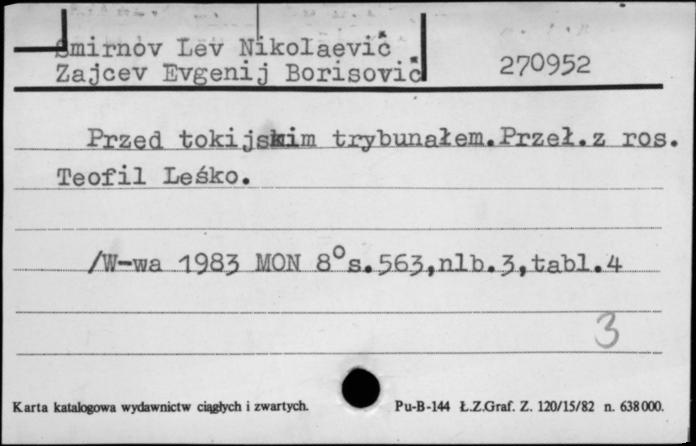 Smirnov Lev Nikolaevič
Zajcev Evgenij Borisovič 270952
Przed tokijskim trybunałem.Przeł.z ros.
Teofil Leśko.
/W-wa 1983 MON 8°s.563,nlb.3,tabl.4
3
Karta katalogowa wydawnictw ciągłych i zwartych. Pu-B-144 Ł.Z.Graf. Z. 120/15/82 n. 638000.